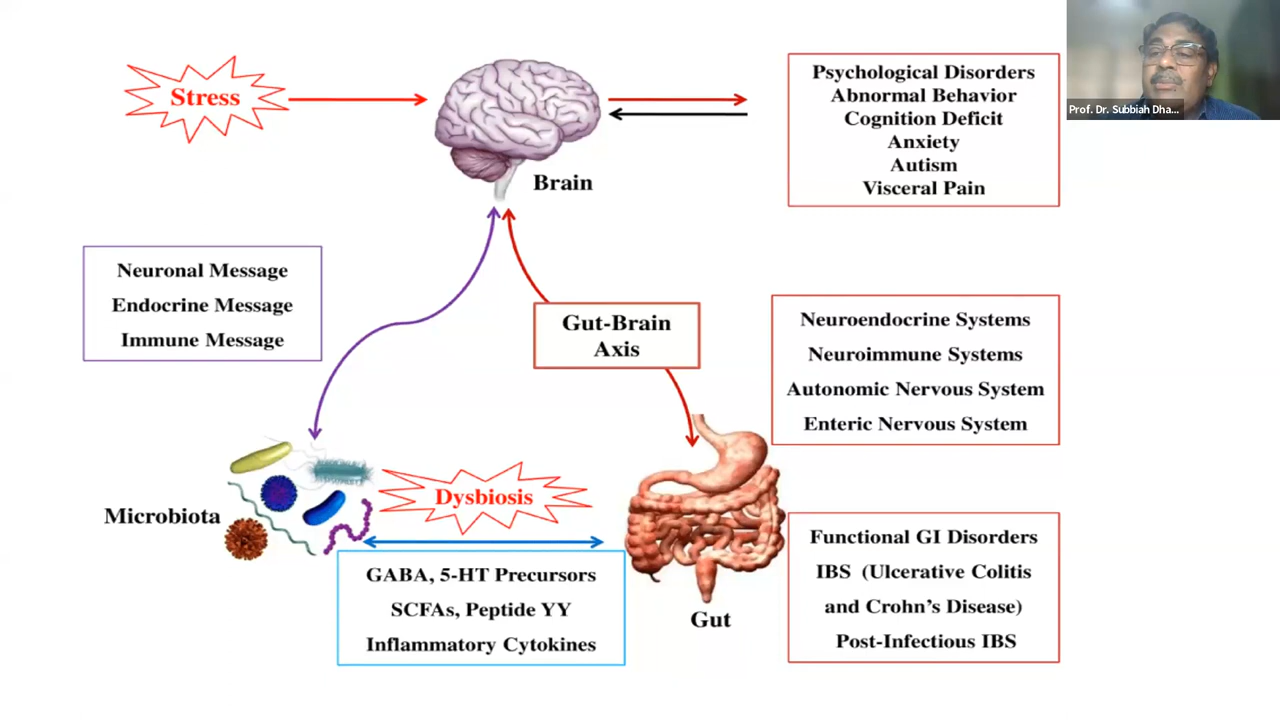 Stress
Brain
Psychological Disorders
Abnormal Behavior
Cognition Deficit
Anxiety
Autism
Visceral Pain
Prof. Dr. Subbiah Dha...
Neuronal Message
Endocrine Message
Immune Message
Gut-Brain
Axis
Neuroendocrine Systems
Neuroimmune Systems
Autonomic Nervous System
Enteric Nervous System
Microbiota
Dysbiosis
GABA, 5-HT Precursors
SCFAs, Peptide YY
Inflammatory Cytokines
Gut
Functional GI Disorders
IBS (Ulcerative Colitis
and Crohn's Disease)
Post-Infectious IBS